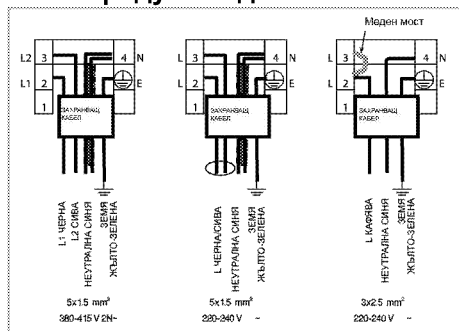 Меден мост
L2 3 4 N
L1 2 E
1
ЗАХРАНВАЩ
КАБЕЛ
L1 ЧЕРНА
L2 СИВА
НЕУТРАЛНА СИНЯ
ЗЕМЯ
ЖЪЛТО-ЗЕЛЕНА
5x1.5 mm²
380-415 V 2N~
3 4 N
L 2 E
1
ЗАХРАНВАЩ
КАБЕЛ
L ЧЕРНА/СИВА
НЕУТРАЛНА СИНЯ
ЗЕМЯ
ЖЪЛТО-ЗЕЛЕНА
5x1.5 mm²
220-240 V ~
3 4 N
L 2 E
1
ЗАХРАНВАЩ
КАБЕЛ
L КАФЯВА
НЕУТРАЛНА СИНЯ
ЗЕМЯ
ЖЪЛТО-ЗЕЛЕНА
3x2.5 mm²
220-240 V ~